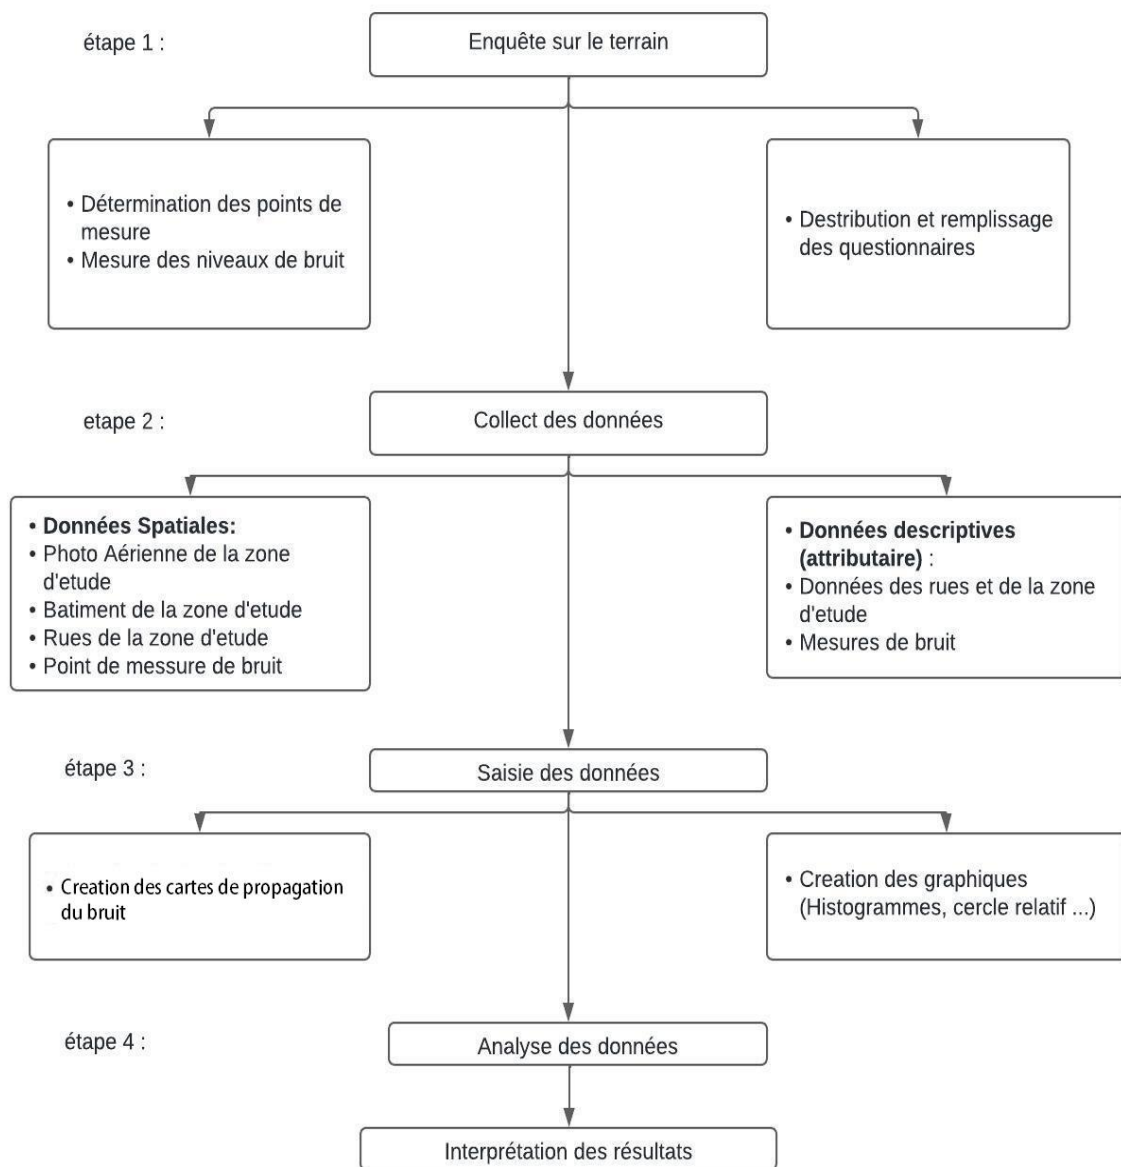 étape 1 :
Enquête sur le terrain
• Détermination des points de
mesure
• Mesure des niveaux de bruit
• Destribution et remplissage
des questionnaires
etape 2 :
Collect des données
• Données Spatiales:
• Photo Aérienne de la zone
d'etude
• Batiment de la zone d'etude
• Rues de la zone d'etude
• Point de messure de bruit
• Données descriptives
(attributaire) :
• Données des rues et de la zone
d'etude
• Mesures de bruit
étape 3 :
Saisie des données
• Creation des cartes de propagation
du bruit
• Creation des graphiques
(Histogrammes, cercle relatif ...)
étape 4 :
Analyse des données
Interprétation des résultats